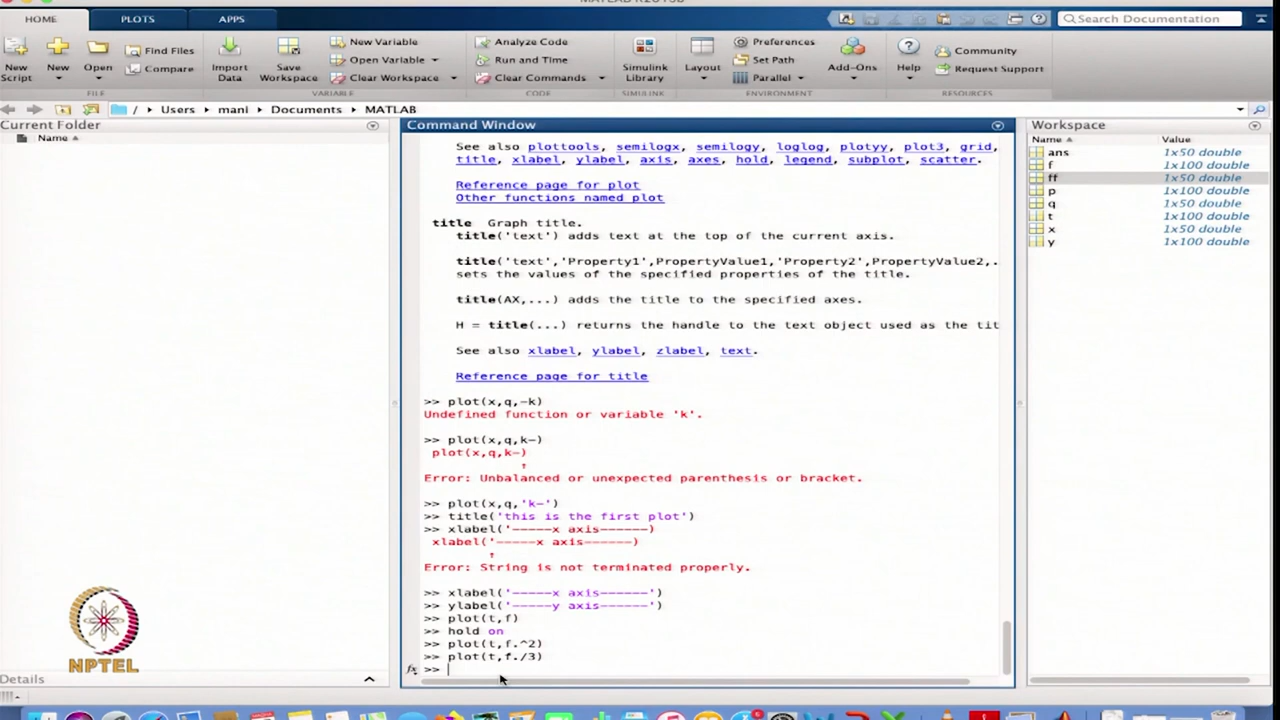 HOME PLOTS APPS Search Documentation
New Script New Open Find Files Compare Import Data Save Workspace New Variable Open Variable Clear Workspace Analyze Code Run and Time Clear Commands Simulink Library Layout Preferences Set Path Parallel Add-Ons Help Community Request Support
FILE VARIABLE CODE SIMULINK ENVIRONMENT RESOURCES
/ Users mani Documents MATLAB
Current Folder
Name
Command Window
See also plottools, semilogx, semilogy, loglog, plotyy, plot3, grid,
title, xlabel, ylabel, axis, axes, hold, legend, subplot, scatter.
Reference page for plot
Other functions named plot
title Graph title.
title('text') adds text at the top of the current axis.
title('text','Property1',PropertyValue1,'Property2',PropertyValue2,.
sets the values of the specified properties of the title.
title(AX,...) adds the title to the specified axes.
H = title(...) returns the handle to the text object used as the tit
See also xlabel, ylabel, zlabel, text.
Reference page for title
>> plot(x,q,-k)
Undefined function or variable 'k'.
>> plot(x,q,k-)
plot(x,q,k-)
↑
Error: Unbalanced or unexpected parenthesis or bracket.
>> plot(x,q,'k-')
>> title('this is the first plot')
>> xlabel('-----x axis------)
xlabel('-----x axis------)
↑
Error: String is not terminated properly.
>> xlabel('-----x axis------')
>> ylabel('-----y axis------')
>> plot(t,f)
>> hold on
>> plot(t,f.^2)
>> plot(t,f./3)
fx >>
Workspace
Name Value
ans 1x50 double
f 1x100 double
ff 1x50 double
p 1x100 double
q 1x50 double
t 1x100 double
x 1x50 double
y 1x100 double
NPTEL
Details